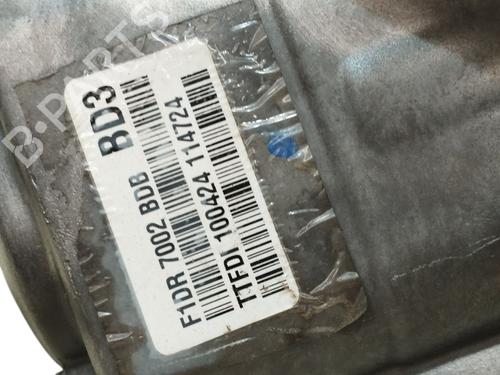 B-PARTS
BD3
F1DR 7002 BDB
TTFDI 100424 114724